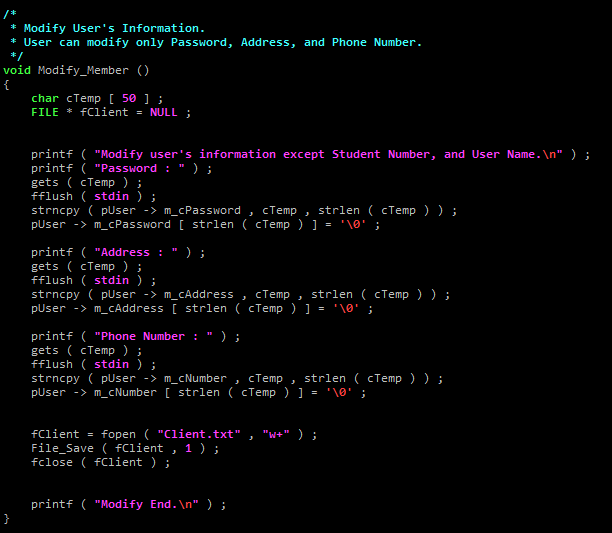 /*
 * Modify User's Information.
 * User can modify only Password, Address, and Phone Number.
 */
void Modify_Member ()
{
    char cTemp [ 50 ] ;
    FILE * fClient = NULL ;
    printf ( "Modify user's information except Student Number, and User Name.\n" ) ;
    printf ( "Password : " ) ;
    gets ( cTemp ) ;
    fflush ( stdin ) ;
    strncpy ( pUser -> m_cPassword , cTemp , strlen ( cTemp ) ) ;
    pUser -> m_cPassword [ strlen ( cTemp ) ] = '\0' ;
    printf ( "Address : " ) ;
    gets ( cTemp ) ;
    fflush ( stdin ) ;
    strncpy ( pUser -> m_cAddress , cTemp , strlen ( cTemp ) ) ;
    pUser -> m_cAddress [ strlen ( cTemp ) ] = '\0' ;
    printf ( "Phone Number : " ) ;
    gets ( cTemp ) ;
    fflush ( stdin ) ;
    strncpy ( pUser -> m_cNumber , cTemp , strlen ( cTemp ) ) ;
    pUser -> m_cNumber [ strlen ( cTemp ) ] = '\0' ;
    fClient = fopen ( "Client.txt" , "w+" ) ;
    File_Save ( fClient , 1 ) ;
    fclose ( fClient ) ;
    printf ( "Modify End.\n" ) ;
}